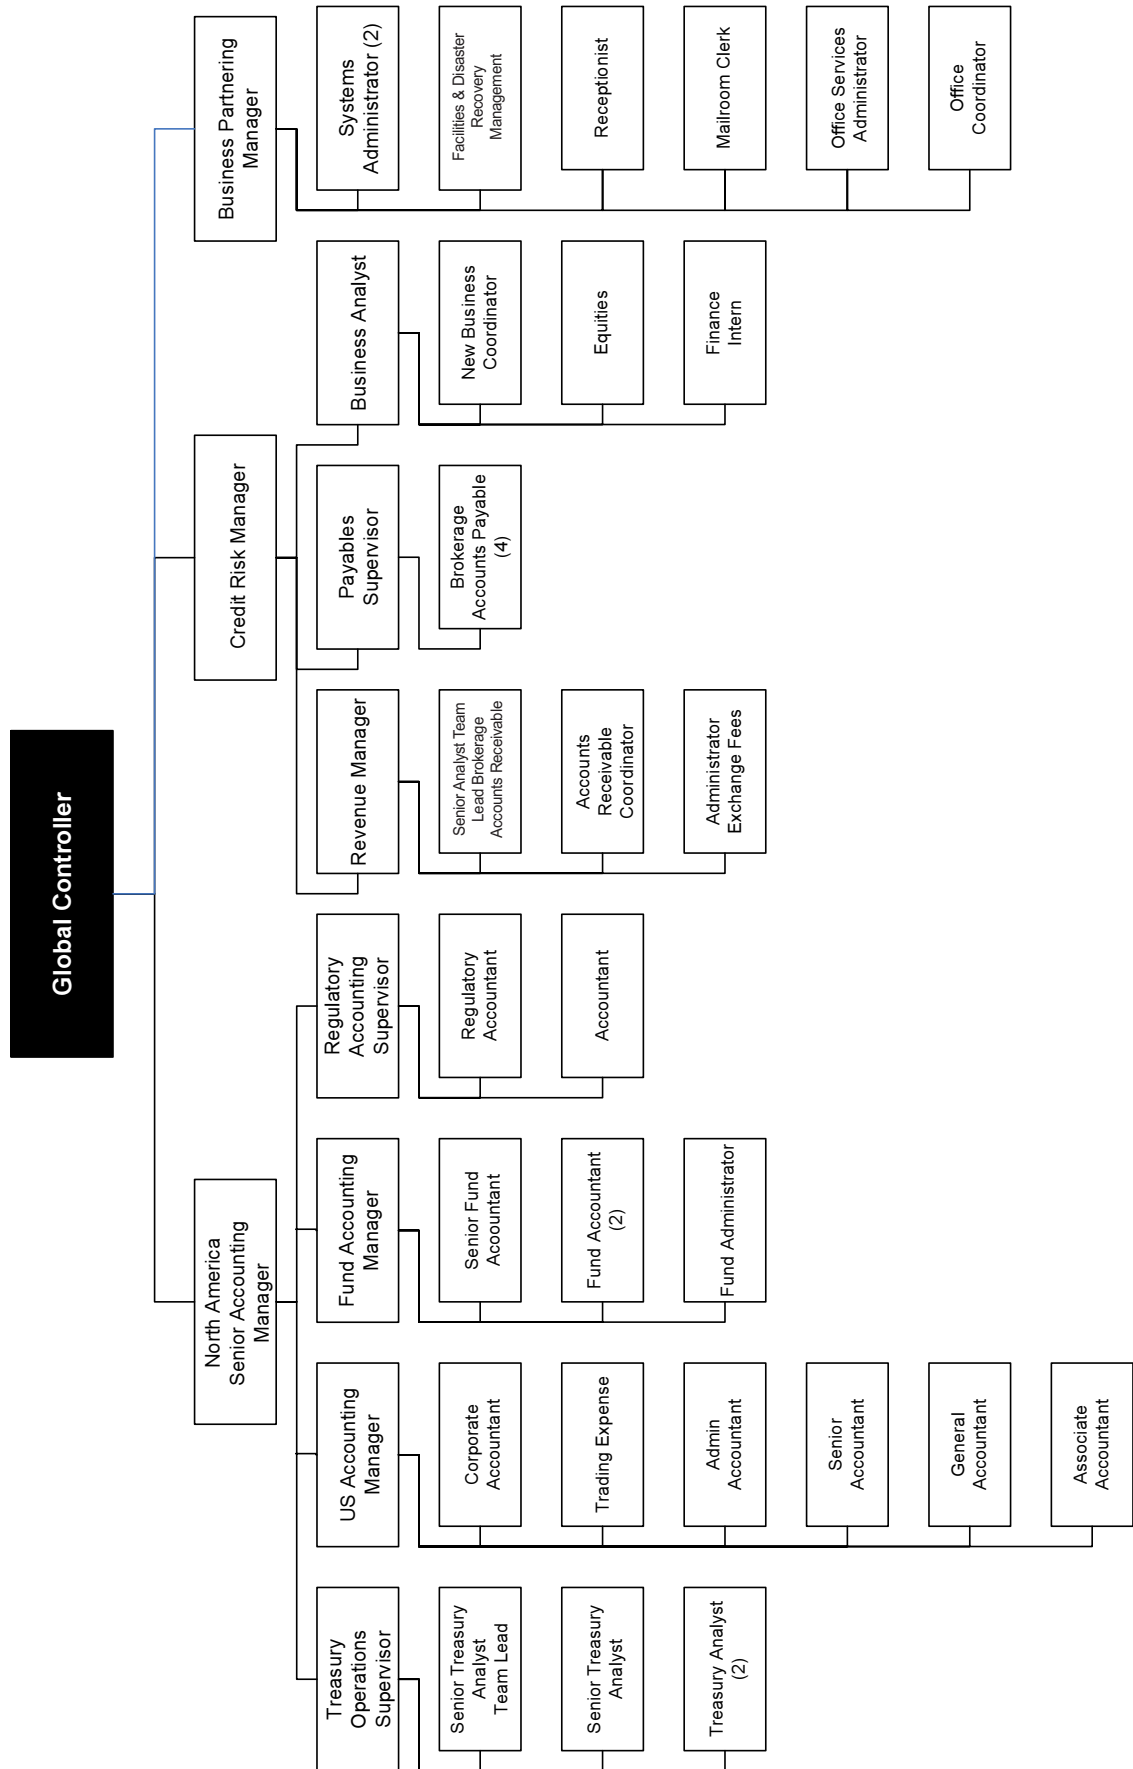 Global Controller
North America
Senior Accounting
Manager
Credit Risk Manager
Business Partnering
Manager
Treasury
Operations
Supervisor
US Accounting
Manager
Fund Accounting
Manager
Regulatory
Accounting
Supervisor
Revenue Manager
Payables
Supervisor
Business Analyst
Systems
Administrator (2)
Senior Treasury
Analyst
Team Lead
Corporate
Accountant
Senior Fund
Acoountant
Regulatory
Accountant
Senior Analyst Team
Lead Brokerage
Accounts Receivable
Brokerage
Accounts Payable
(4)
New Business
Coordinator
Facilities & Disaster
Recovery
Management
Senior Treasury
Analyst
Trading Expense
Fund Accountant
(2)
Accountant
Accounts
Receivable
Coordinator
Equities
Receptionist
Treasury Analyst
(2)
Admin
Accountant
Fund Administrator
Administrator
Exchange Fees
Finance
Intern
Mailroom Clerk
Senior
Accountant
Office Services
Administrator
General
Accountant
Office
Coordinator
Associate
Accountant